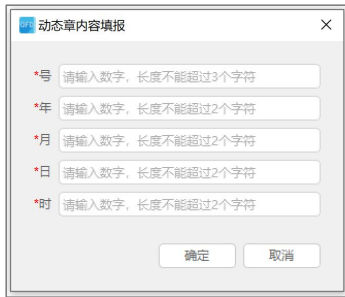 OFD 动态章内容填报
*号 请输入数字，长度不能超过3个字符
*年 请输入数字，长度不能超过2个字符
*月 请输入数字，长度不能超过2个字符
*日 请输入数字，长度不能超过2个字符
*时 请输入数字，长度不能超过2个字符
确定 取消